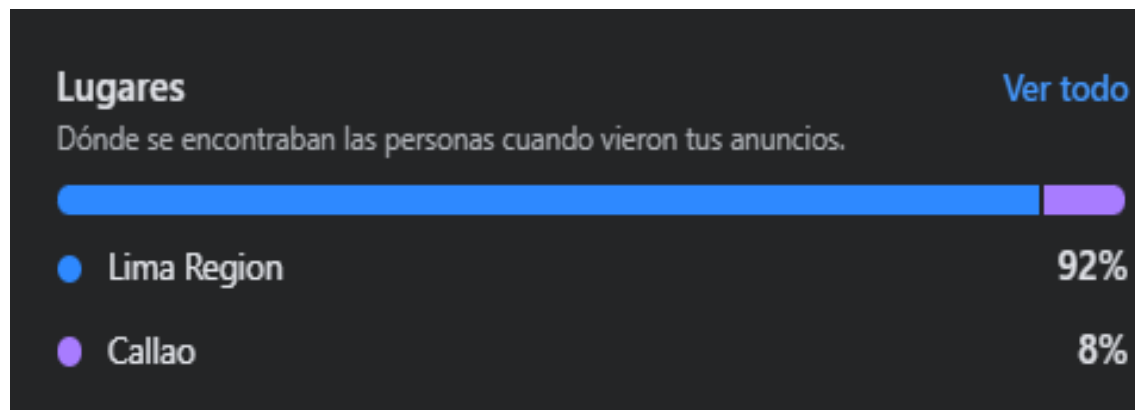 Lugares
Ver todo
Dónde se encontraban las personas cuando vieron tus anuncios.
Lima Region
92%
Callao
8%